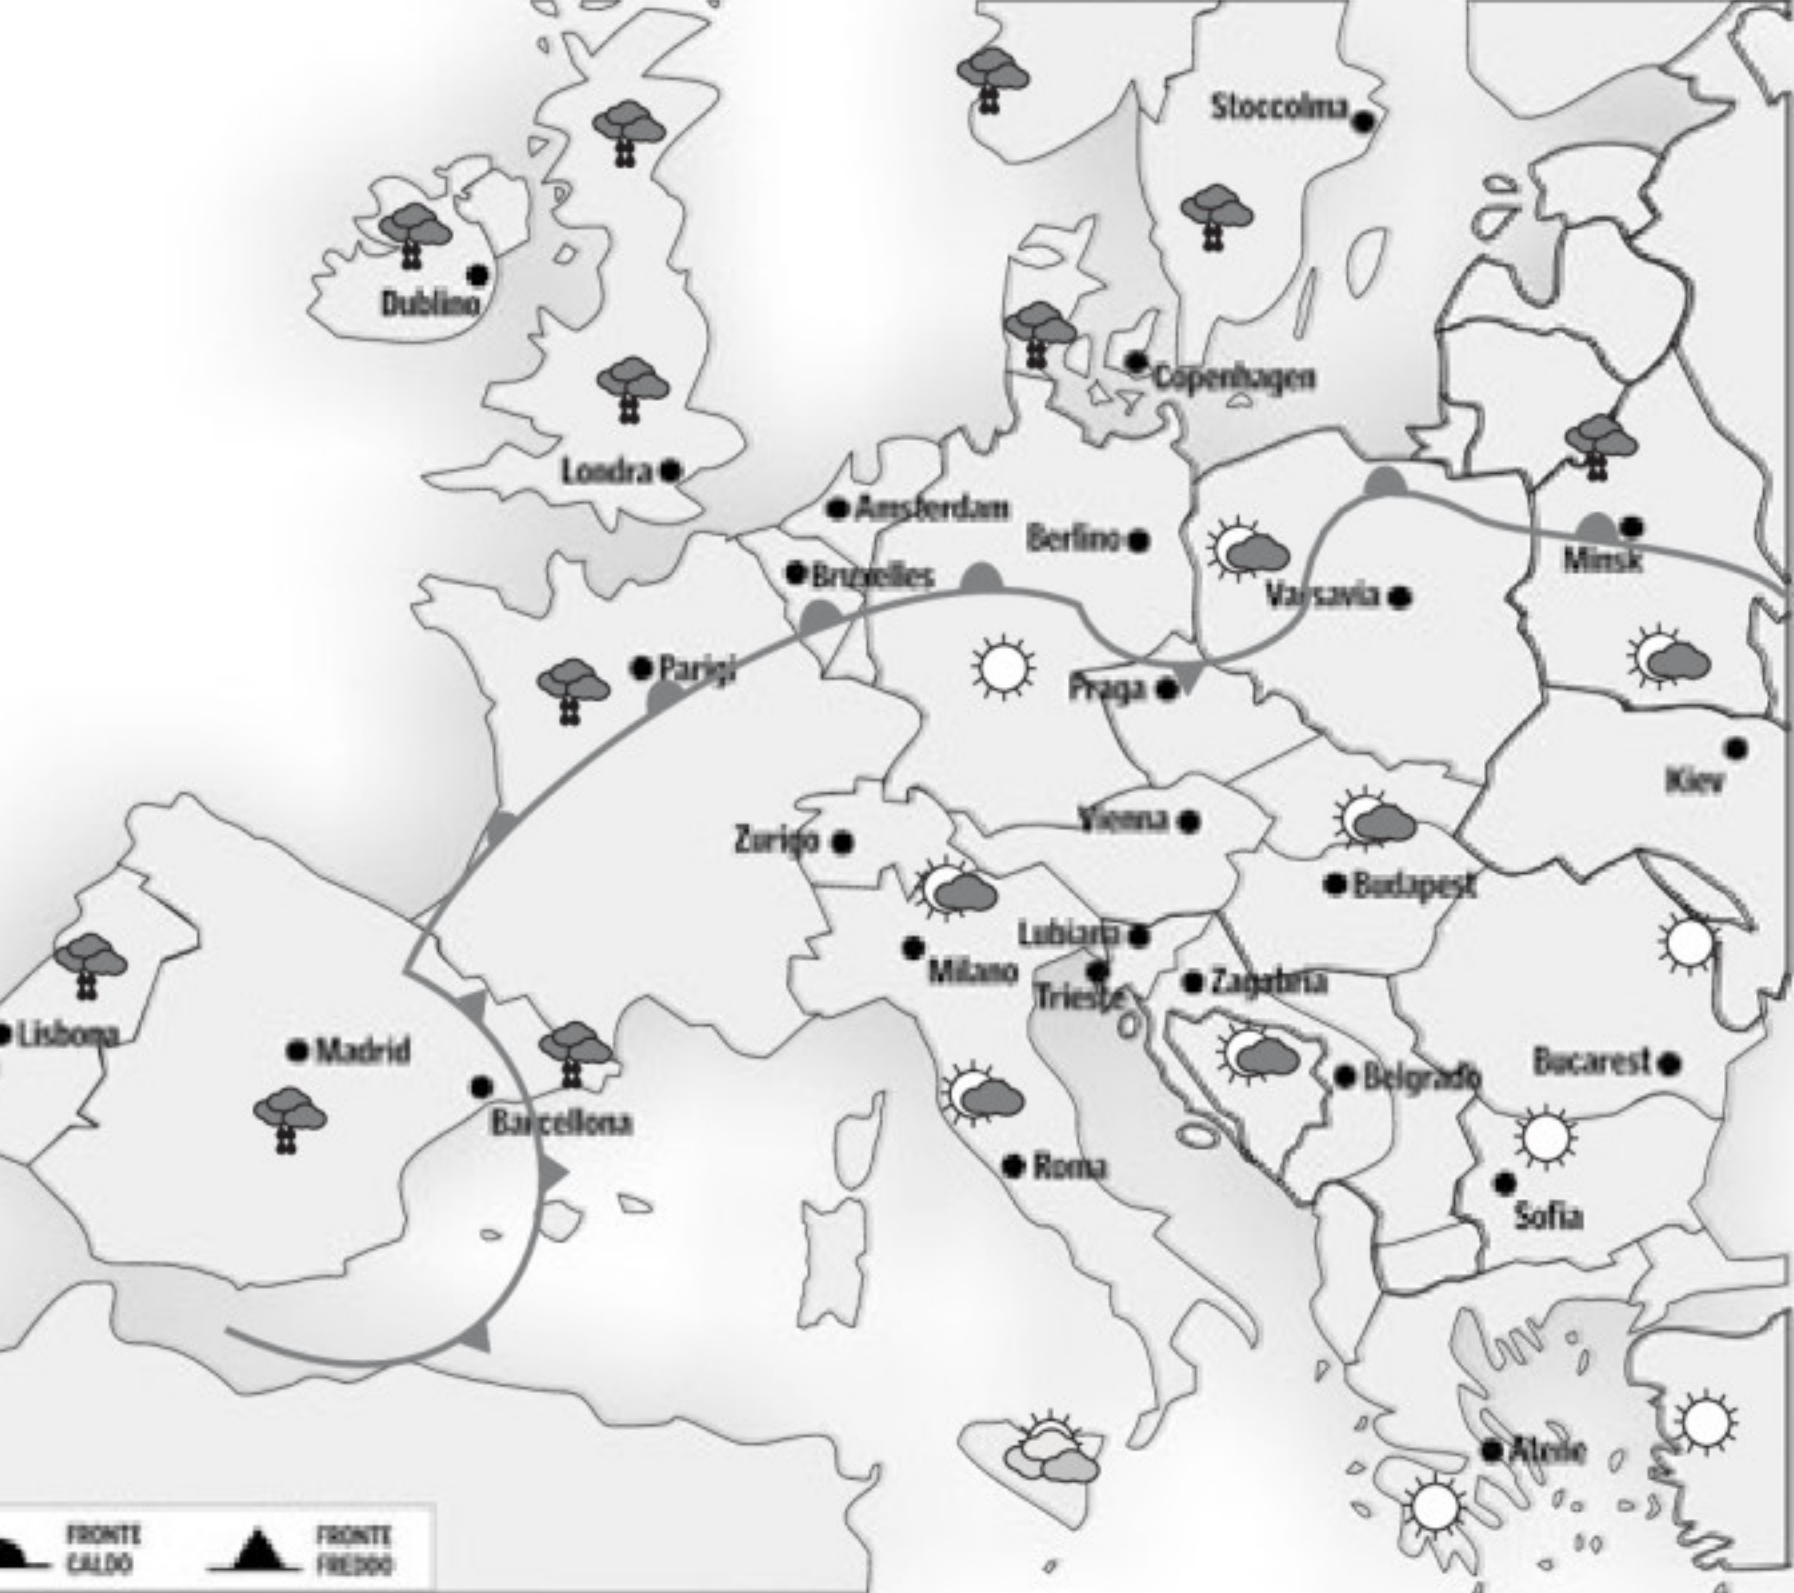 Stoccolma
Dublino
Copenhagen
Londra
Amsterdam
Berlino
Bruxelles
Minsk
Varsavia
Parigi
Praga
Kiev
Vienna
Zurigo
Budapest
Lubiana
Milano
Zagabria
Trieste
Lisbona
Madrid
Bucarest
Belgrado
Barcellona
Roma
Sofia
Atene
FRONTE
CALDO
FRONTE
FREDDO